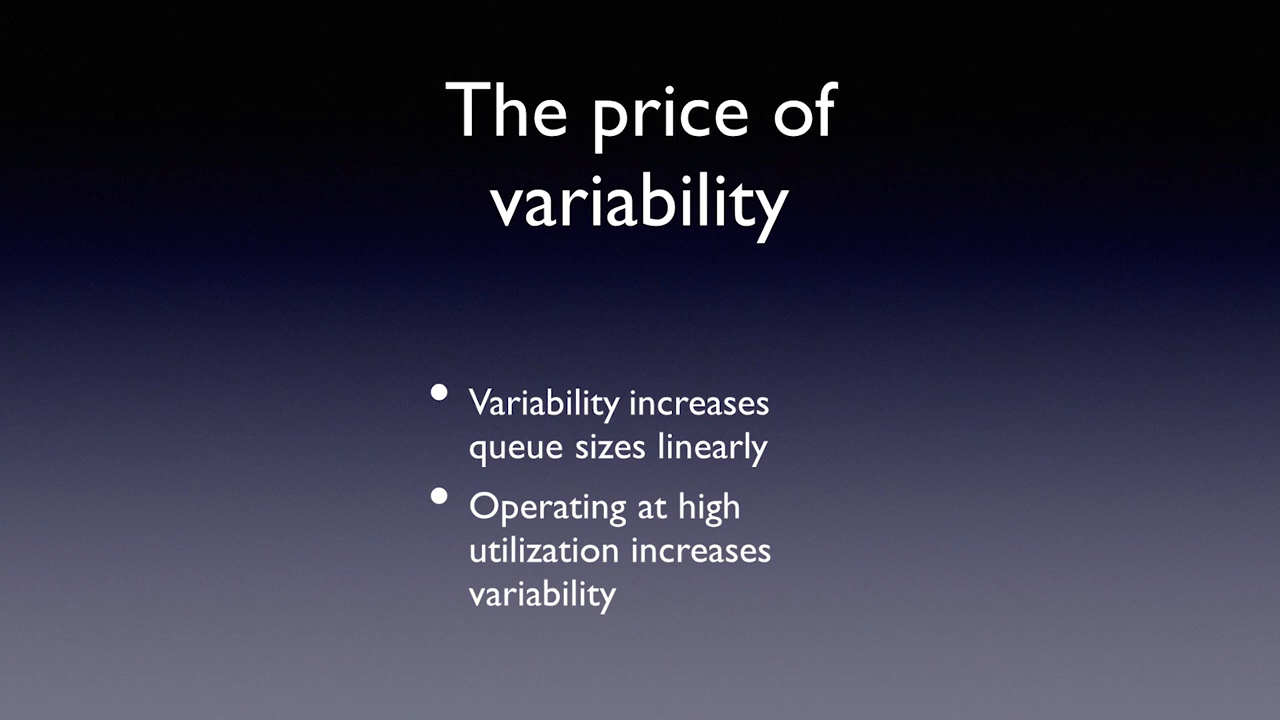 The price of
variability
• Variability increases
queue sizes linearly
• Operating at high
utilization increases
variability